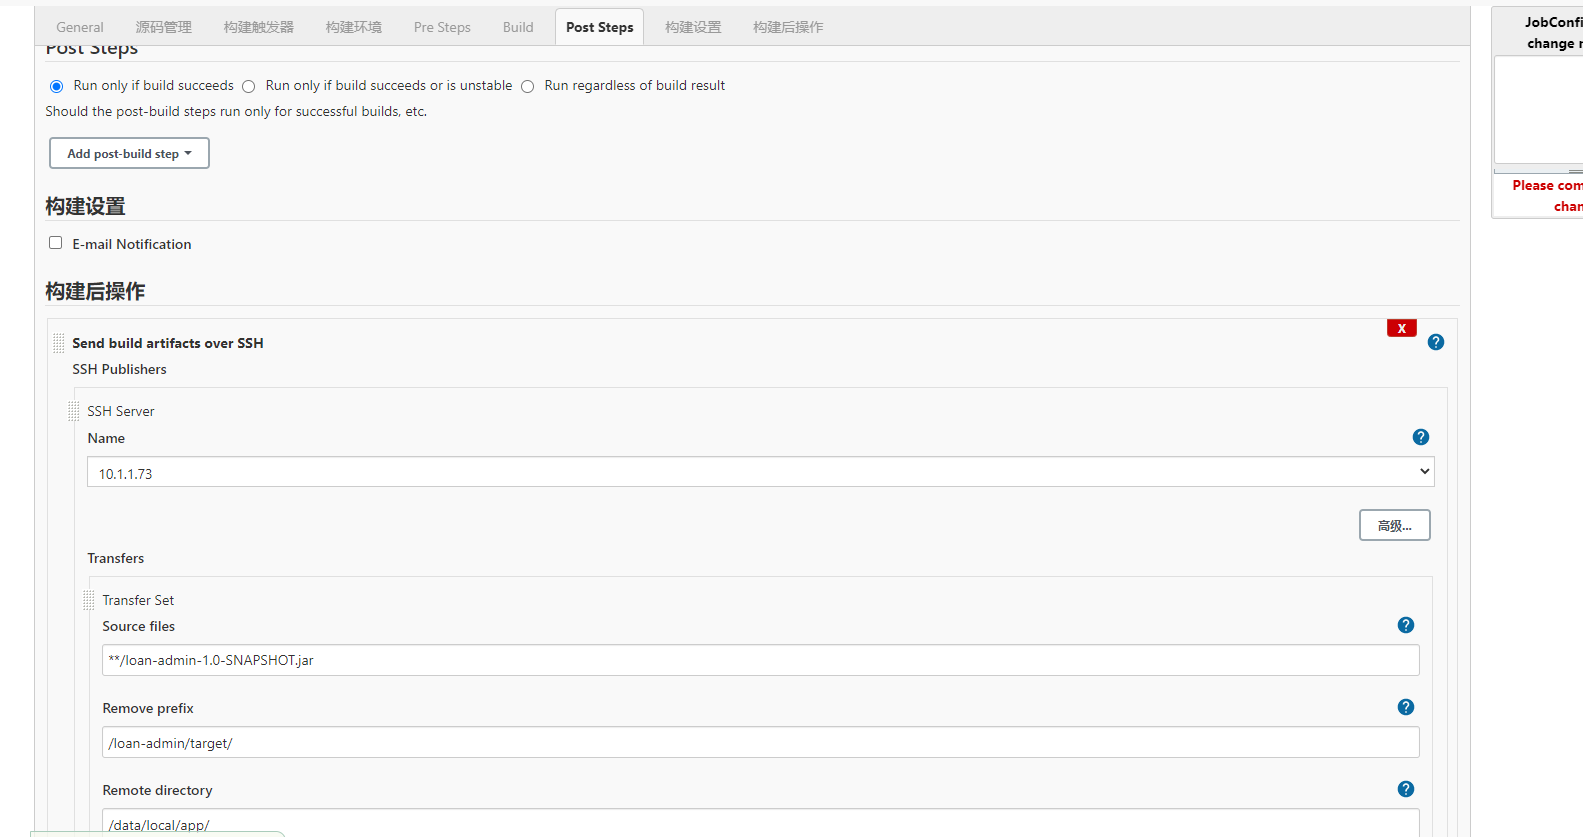 General 源码管理 构建触发器 构建环境 Pre Steps Build Post Steps 构建设置 构建后操作
Post Steps
Run only if build succeeds Run only if build succeeds or is unstable Run regardless of build result
Should the post-build steps run only for successful builds, etc.
Add post-build step
构建设置
E-mail Notification
构建后操作
X
Send build artifacts over SSH
?
SSH Publishers
SSH Server
Name
?
10.1.1.73
高级...
Transfers
Transfer Set
Source files
?
**/loan-admin-1.0-SNAPSHOT.jar
Remove prefix
?
/loan-admin/target/
Remote directory
?
/data/local/app/
JobConfi
change r
Please com
chan